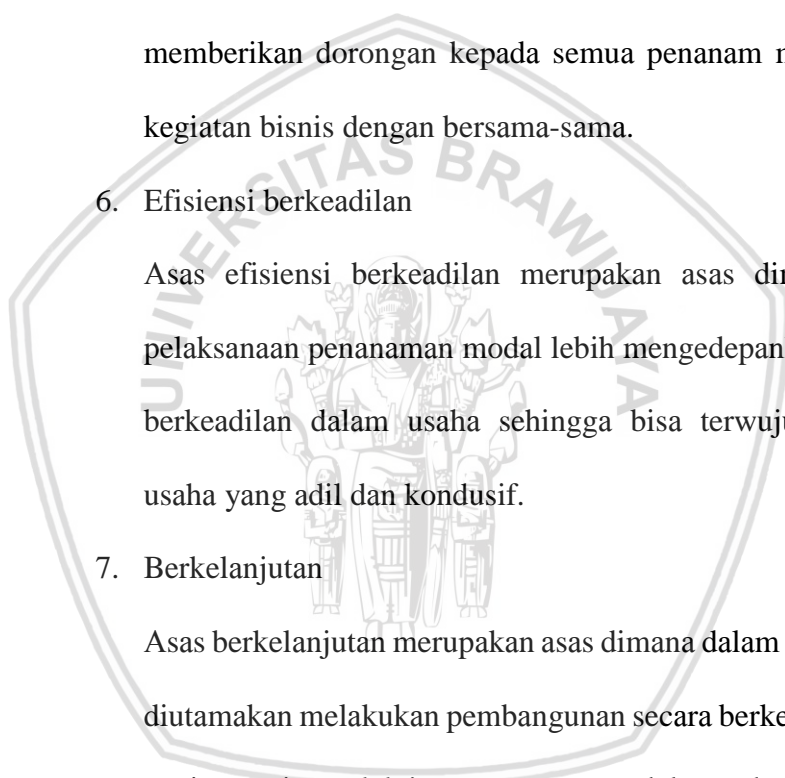 memberikan dorongan kepada semua penanam
kegiatan bisnis dengan bersama-sama.
6. Efisiensi berkeadilan
Asas efisiensi berkeadilan merupakan asas
pelaksanaan penanaman modal lebih mengedepan
berkeadilan dalam usaha sehingga bisa
usaha yang adil dan kondusif.
7. Berkelanjutan
Asas berkelanjutan merupakan asas dimana dalam
diutamakan melakukan pembangunan secara
UNIVERSITAS BRAWIJAYA